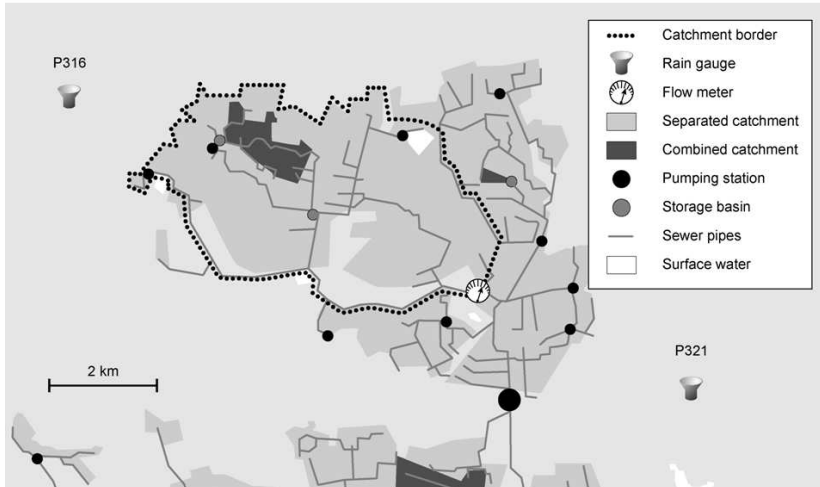 P316
Catchment border
Rain gauge
Flow meter
Separated catchment
Combined catchment
Pumping station
Storage basin
Sewer pipes
Surface water
P321
2 km